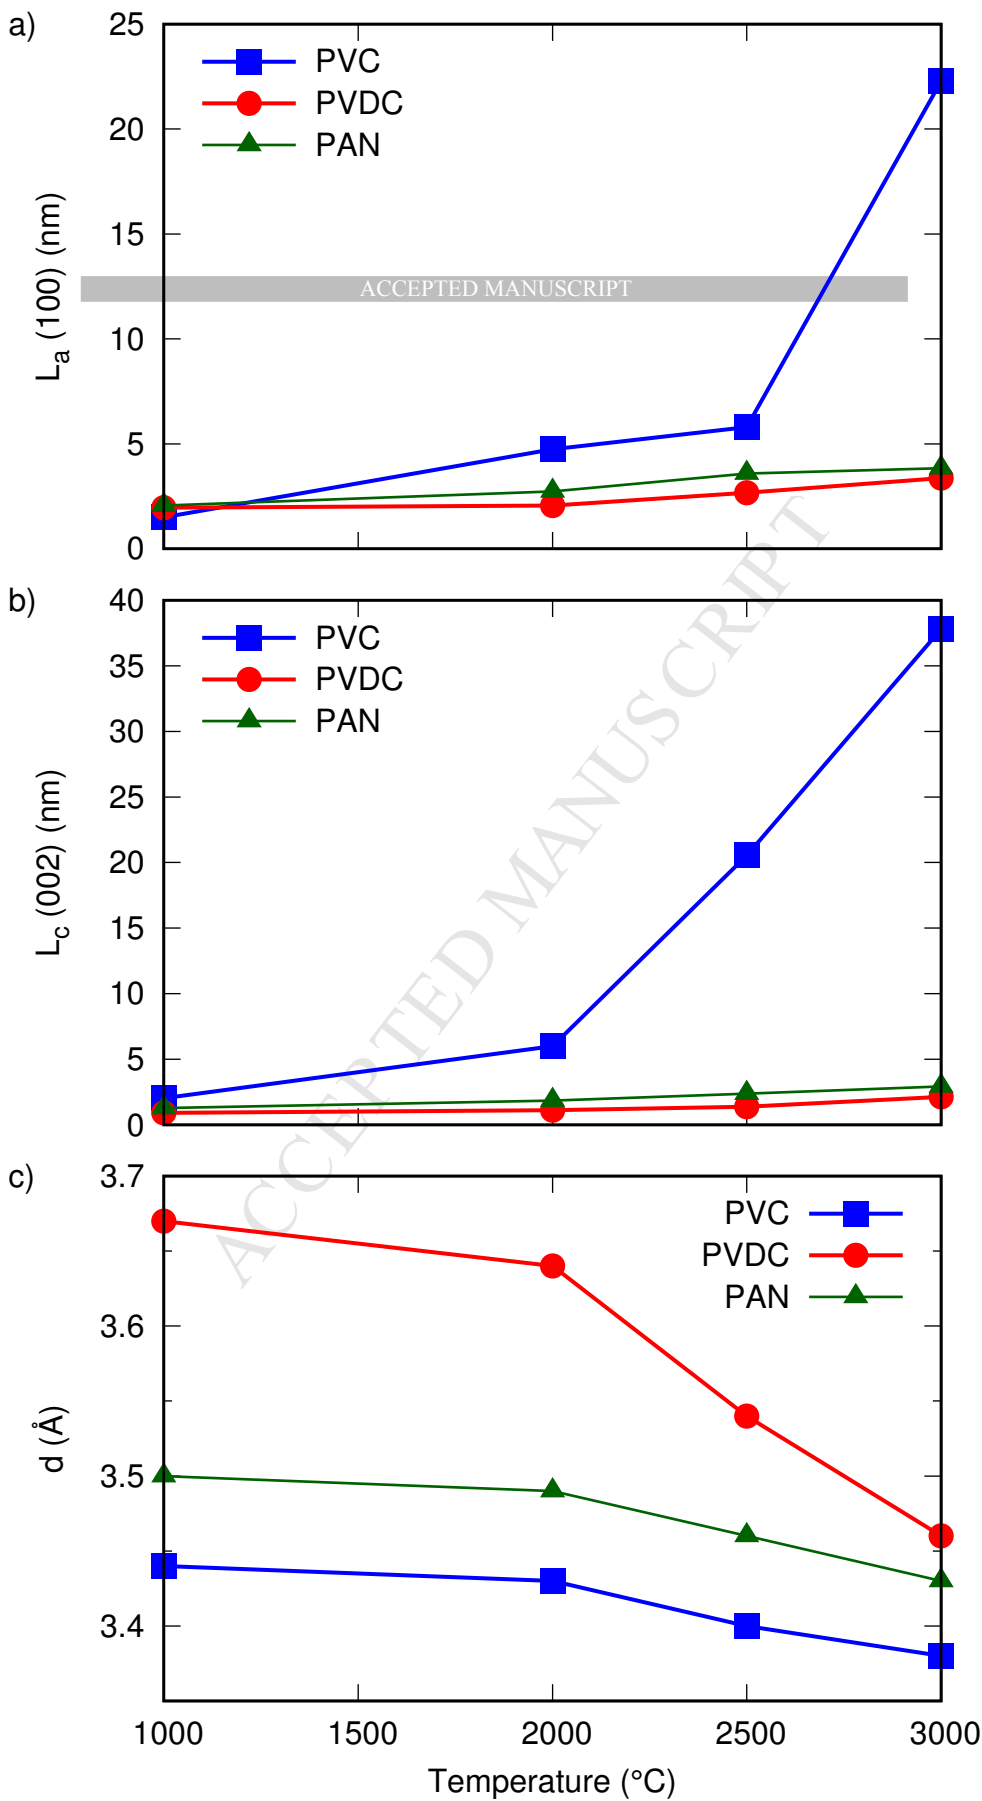 a)
25
20
15
10
5
0
L_a (100) (nm)
PVC
PVDC
PAN
ACCEPTED MANUSCRIPT
b)
40
35
30
25
20
15
10
5
0
L_c (002) (nm)
PVC
PVDC
PAN
ACCEPTED MANUSCRIPT
c)
3.7
3.6
3.5
3.4
d (Å)
PVC
PVDC
PAN
1000 1500 2000 2500 3000
Temperature (°C)